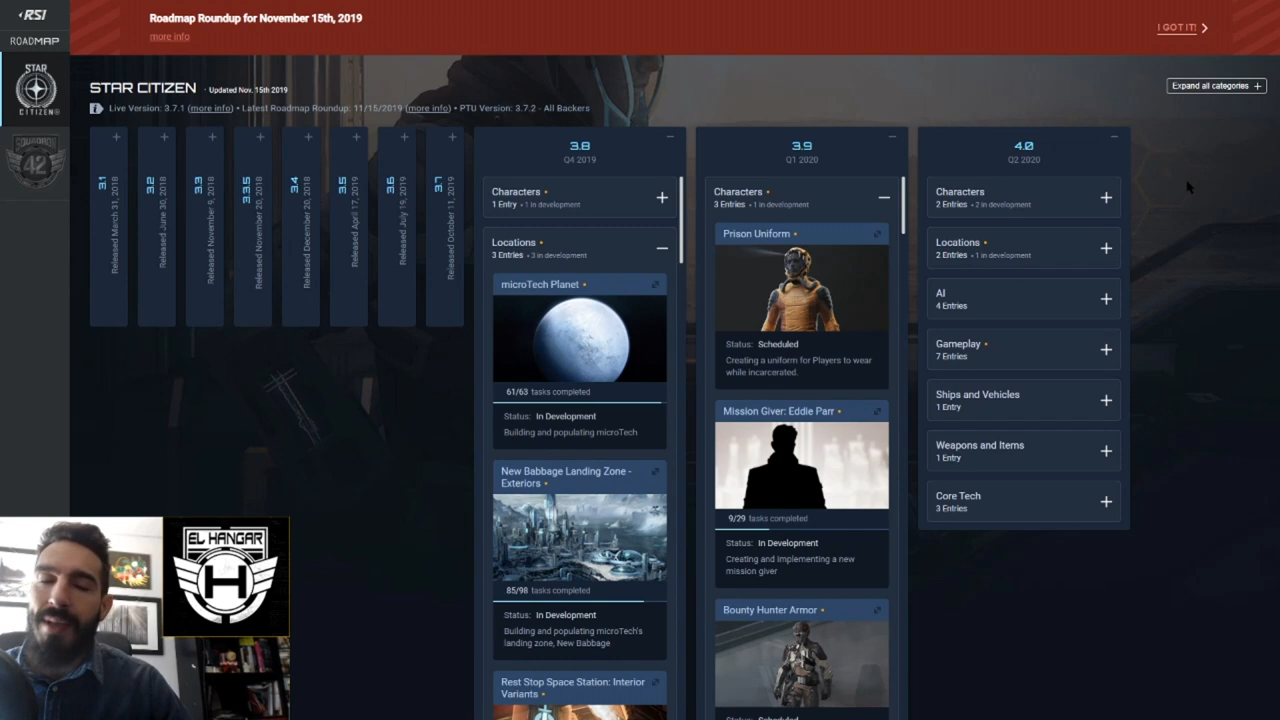 RSI
ROADMAP
STAR
CITIZEN®
SQUADRON
42
Roadmap Roundup for November 15th, 2019
more info
I GOT IT!
STAR CITIZEN · Updated Nov. 15th 2019
Live Version: 3.7.1 (more info) • Latest Roadmap Roundup: 11/15/2019 (more info) • PTU Version: 3.7.2 - All Backers
Expand all categories +
3.1
Released March 31, 2018
3.2
Released June 30, 2018
3.3
Released November 9, 2018
3.3.5
Released November 20, 2018
3.4
Released December 20, 2018
3.5
Released April 17, 2019
3.6
Released July 19, 2019
3.7
Released October 11, 2019
3.8
Q4 2019
Characters •
1 Entry • 1 in development
Locations •
3 Entries • 3 in development
microTech Planet •
61/63 tasks completed
Status: In Development
Building and populating microTech
New Babbage Landing Zone -
Exteriors •
85/98 tasks completed
Status: In Development
Building and populating microTech's
landing zone, New Babbage
Rest Stop Space Station: Interior
Variants •
3.9
Q1 2020
Characters •
3 Entries • 1 in development
Prison Uniform •
Status: Scheduled
Creating a uniform for Players to wear
while incarcerated.
Mission Giver: Eddie Parr •
9/29 tasks completed
Status: In Development
Creating and implementing a new
mission giver
Bounty Hunter Armor •
Status: Scheduled
4.0
Q2 2020
Characters
2 Entries • 2 in development
Locations •
2 Entries • 1 in development
AI
4 Entries
Gameplay •
7 Entries
Ships and Vehicles
1 Entry
Weapons and Items
1 Entry
Core Tech
3 Entries
EL HANGAR
H